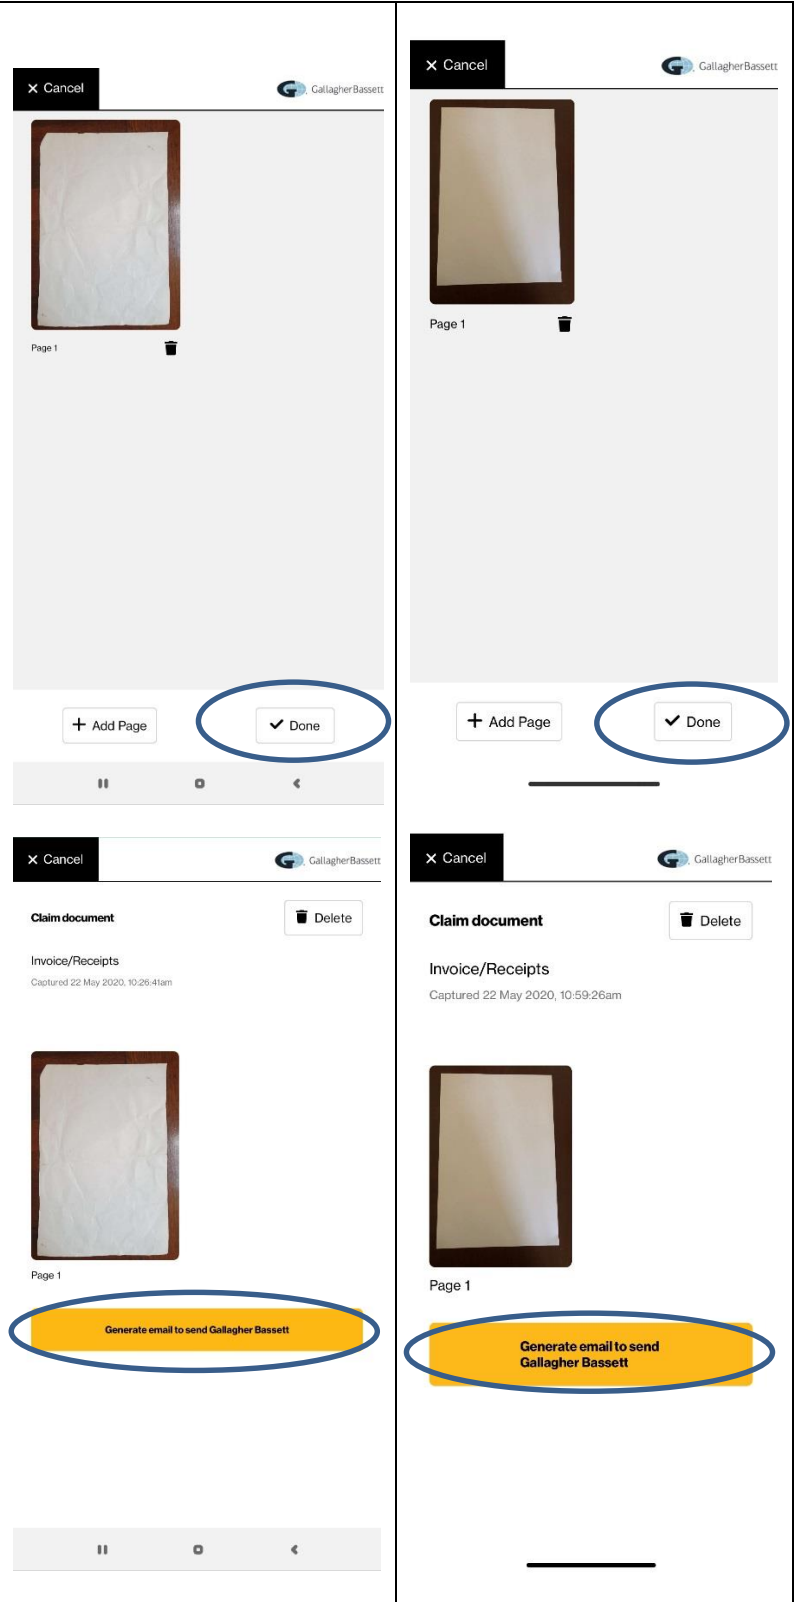 × Cancel
GallagherBassett
Page 1
+ Add Page
✓ Done
× Cancel
GallagherBassett
Page 1
+ Add Page
✓ Done
× Cancel
GallagherBassett
Claim document
Delete
Invoice/Receipts
Captured 22 May 2020, 10:26:41am
Page 1
Generate email to send Gallagher Bassett
× Cancel
GallagherBassett
Claim document
Delete
Invoice/Receipts
Captured 22 May 2020, 10:59:26am
Page 1
Generate email to send
Gallagher Bassett